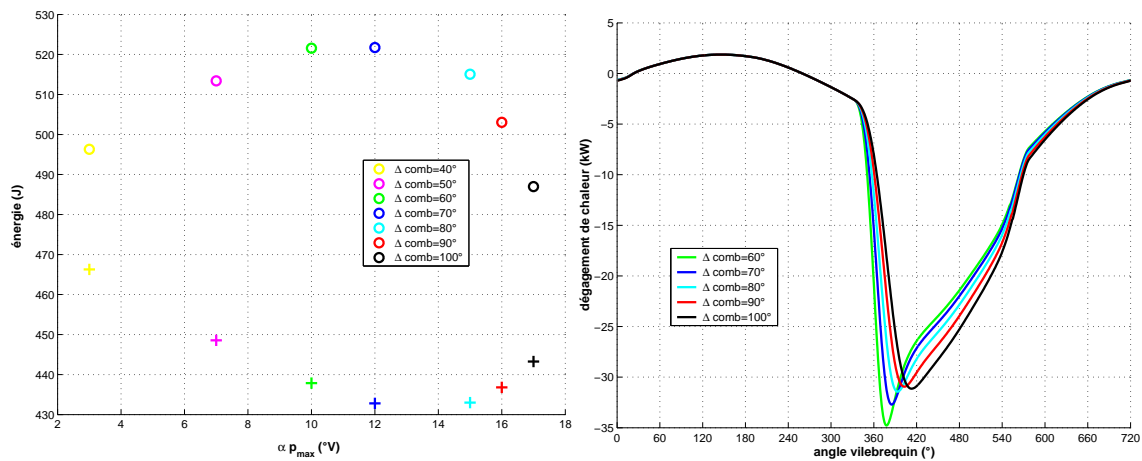 530
520
510
500
490
480
470
460
450
440
430
énergie (J)
Δ comb=40°
Δ comb=50°
Δ comb=60°
Δ comb=70°
Δ comb=80°
Δ comb=90°
Δ comb=100°
2 4 6 8 10 12 14 16 18
α pmax (°V)
5
0
−5
−10
−15
−20
−25
−30
−35
dégagement de chaleur (kW)
Δ comb=60°
Δ comb=70°
Δ comb=80°
Δ comb=90°
Δ comb=100°
0 60 120 180 240 300 360 420 480 540 600 660 720
angle vilebrequin (°)